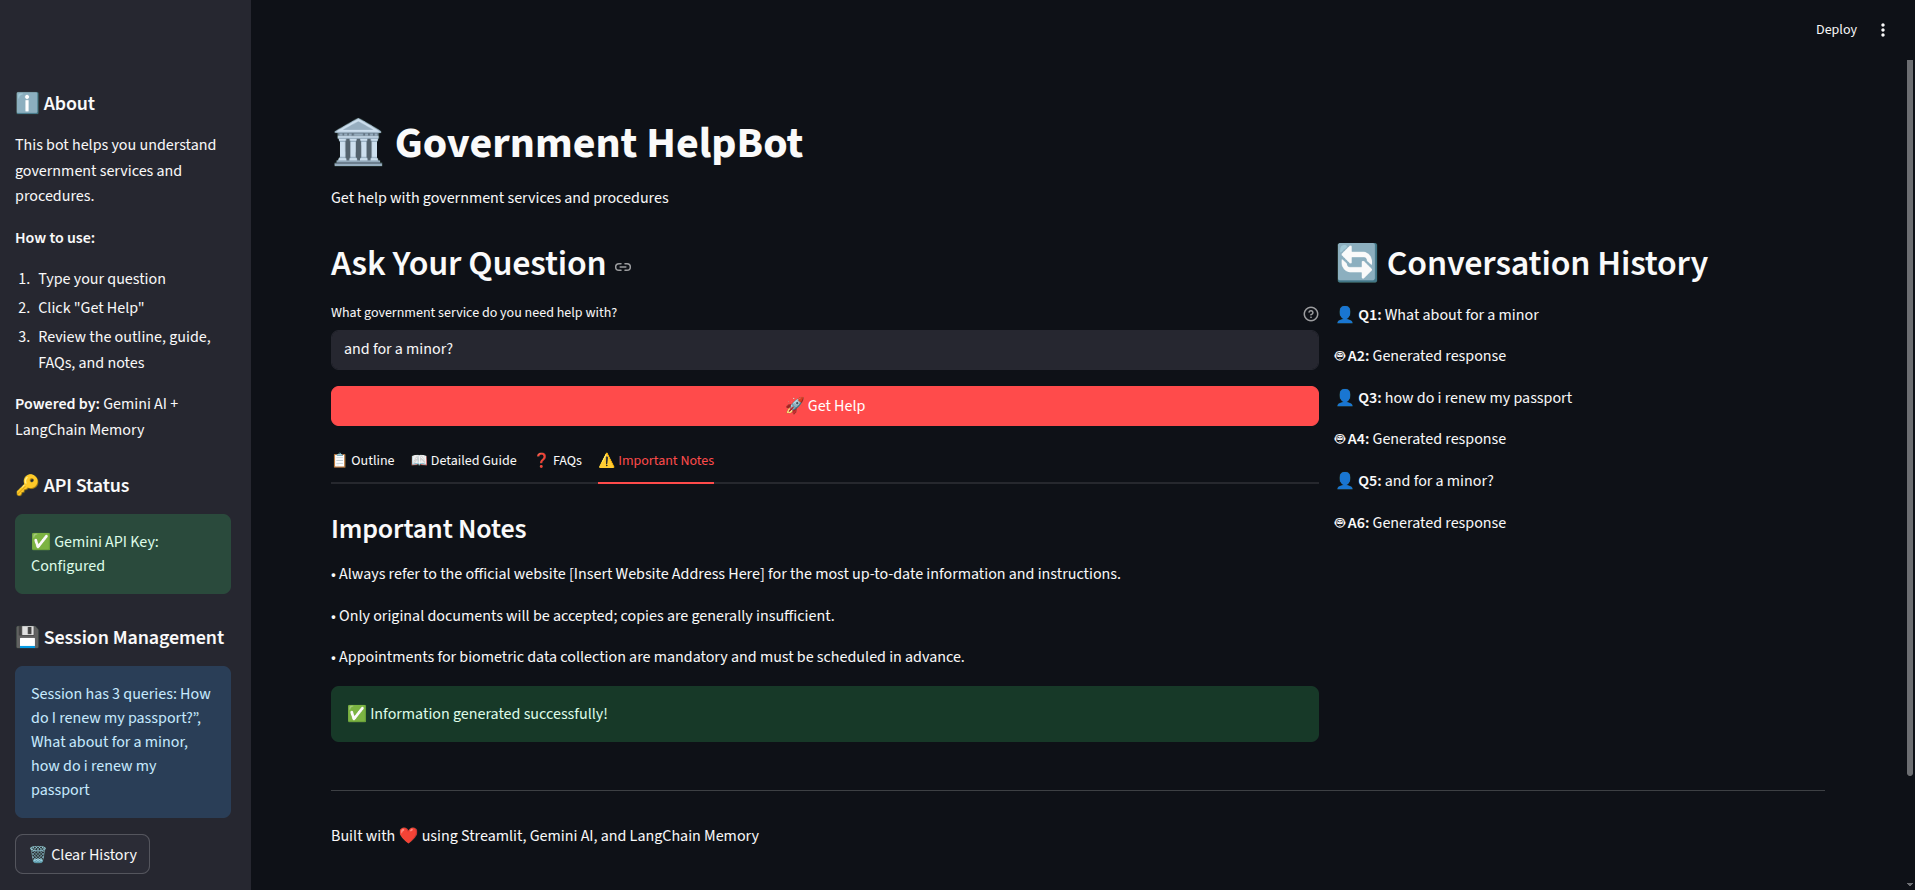 Deploy
ℹ️ About
This bot helps you understand
government services and
procedures.
How to use:
1. Type your question
2. Click "Get Help"
3. Review the outline, guide,
FAQs, and notes
Powered by: Gemini AI +
LangChain Memory
🔑 API Status
✅ Gemini API Key:
Configured
💾 Session Management
Session has 3 queries: How
do I renew my passport?”,
What about for a minor,
how do i renew my
passport
🗑️ Clear History
🏛️ Government HelpBot
Get help with government services and procedures
Ask Your Question
What government service do you need help with?
and for a minor?
🚀 Get Help
📋 Outline 📖 Detailed Guide ❓ FAQs ⚠️ Important Notes
Important Notes
• Always refer to the official website [Insert Website Address Here] for the most up-to-date information and instructions.
• Only original documents will be accepted; copies are generally insufficient.
• Appointments for biometric data collection are mandatory and must be scheduled in advance.
✅ Information generated successfully!
Built with ❤️ using Streamlit, Gemini AI, and LangChain Memory
🔄 Conversation History
👤 Q1: What about for a minor
🤖 A2: Generated response
👤 Q3: how do i renew my passport
🤖 A4: Generated response
👤 Q5: and for a minor?
🤖 A6: Generated response